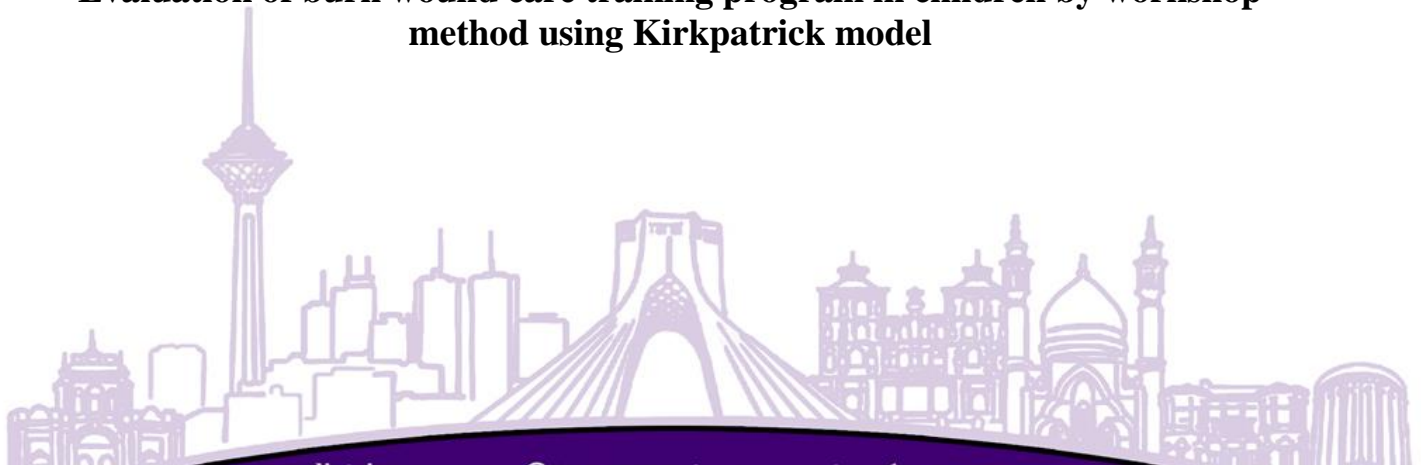 Evaluation of burn wound care training program in children by workshop
method using Kirkpatrick model